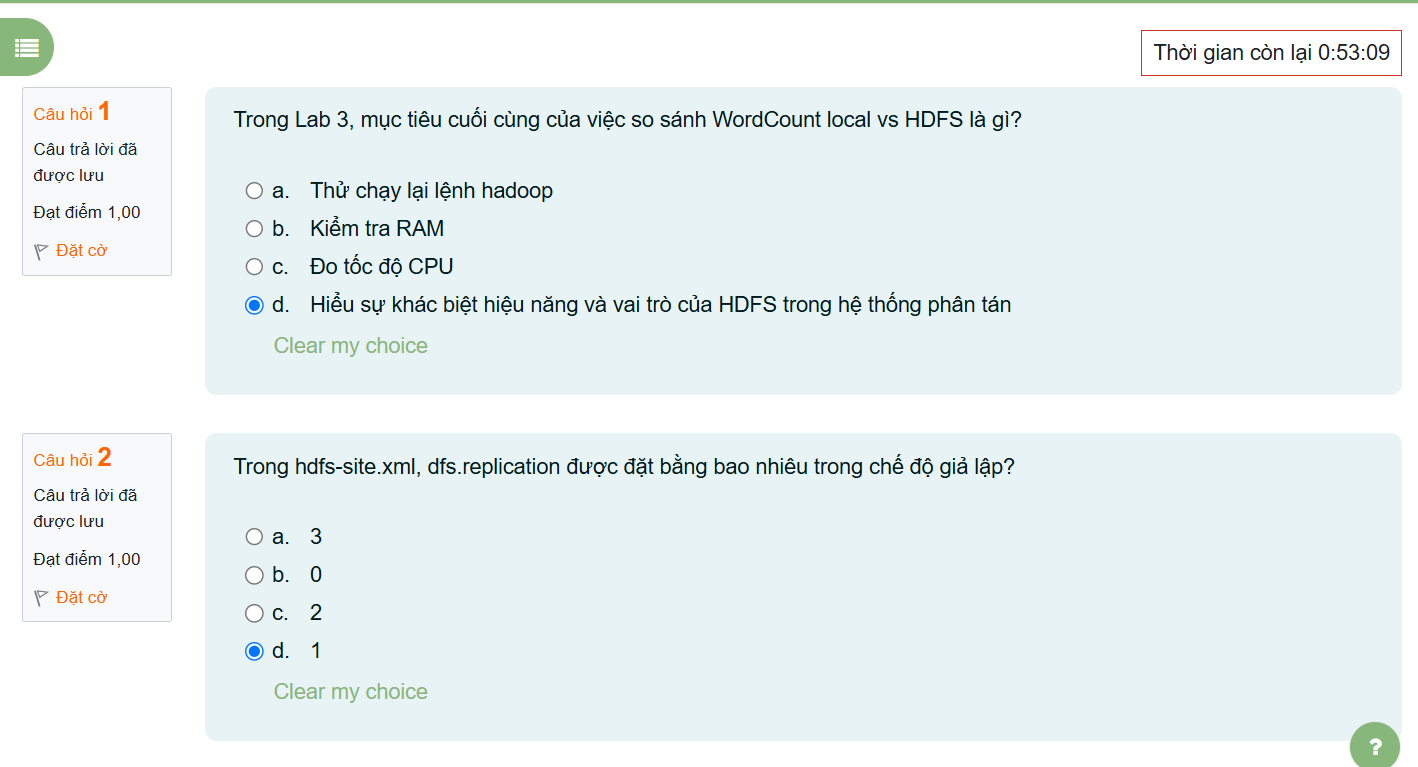 Thời gian còn lại 0:53:09
Câu hỏi 1
Câu trả lời đã
được lưu
Đạt điểm 1,00
Đặt cờ
Trong Lab 3, mục tiêu cuối cùng của việc so sánh WordCount local vs HDFS là gì?
a. Thử chạy lại lệnh hadoop
b. Kiểm tra RAM
c. Đo tốc độ CPU
d. Hiểu sự khác biệt hiệu năng và vai trò của HDFS trong hệ thống phân tán
Clear my choice
Câu hỏi 2
Câu trả lời đã
được lưu
Đạt điểm 1,00
Đặt cờ
Trong hdfs-site.xml, dfs.replication được đặt bằng bao nhiêu trong chế độ giả lập?
a. 3
b. 0
c. 2
d. 1
Clear my choice
?